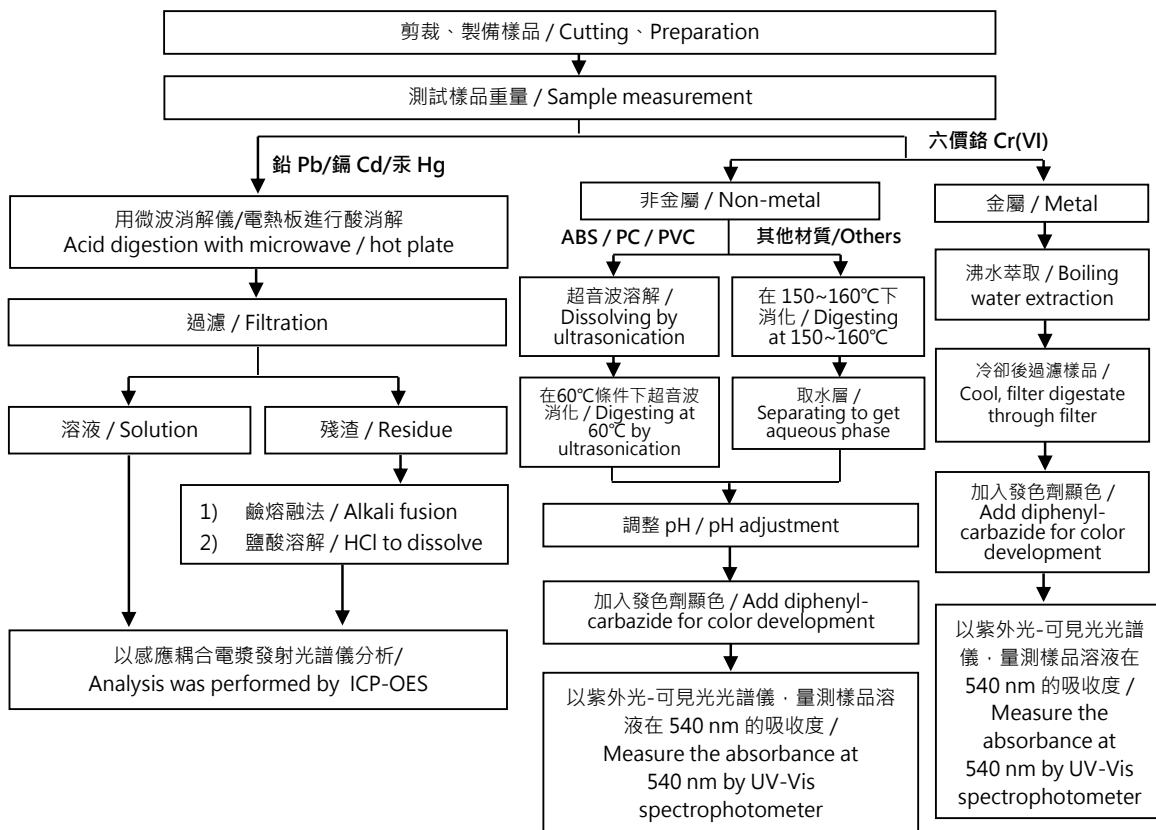 剪裁、製備樣品 / Cutting、Preparation
測試樣品重量 / Sample measurement
鉛 Pb/鎘 Cd/汞 Hg
六價鉻 Cr(VI)
用微波消解儀/電熱板進行酸消解
Acid digestion with microwave / hot plate
過濾 / Filtration
溶液 / Solution
殘渣 / Residue
1) 鹼熔融法 / Alkali fusion
2) 鹽酸溶解 / HCl to dissolve
以感應耦合電漿發射光譜儀分析/
Analysis was performed by ICP-OES
非金屬 / Non-metal
ABS / PC / PVC
其他材質/Others
超音波溶解 /
Dissolving by
ultrasonication
在60℃條件下超音波
消化 / Digesting at
60℃ by
ultrasonication
在 150~160℃下
消化 / Digesting
at 150~160℃
取水層 /
Separating to get
aqueous phase
調整 pH / pH adjustment
加入發色劑顯色 / Add diphenyl-
carbazide for color development
以紫外光-可見光光譜儀﹐量測樣品溶
液在 540 nm 的吸收度 /
Measure the absorbance at
540 nm by UV-Vis
spectrophotometer
金屬 / Metal
沸水萃取 / Boiling
water extraction
冷卻後過濾樣品 /
Cool, filter digestate
through filter
加入發色劑顯色 /
Add diphenyl-
carbazide for color
development
以紫外光-可見光光譜
儀﹐量測樣品溶液在
540 nm 的吸收度 /
Measure the
absorbance at
540 nm by UV-Vis
spectrophotometer